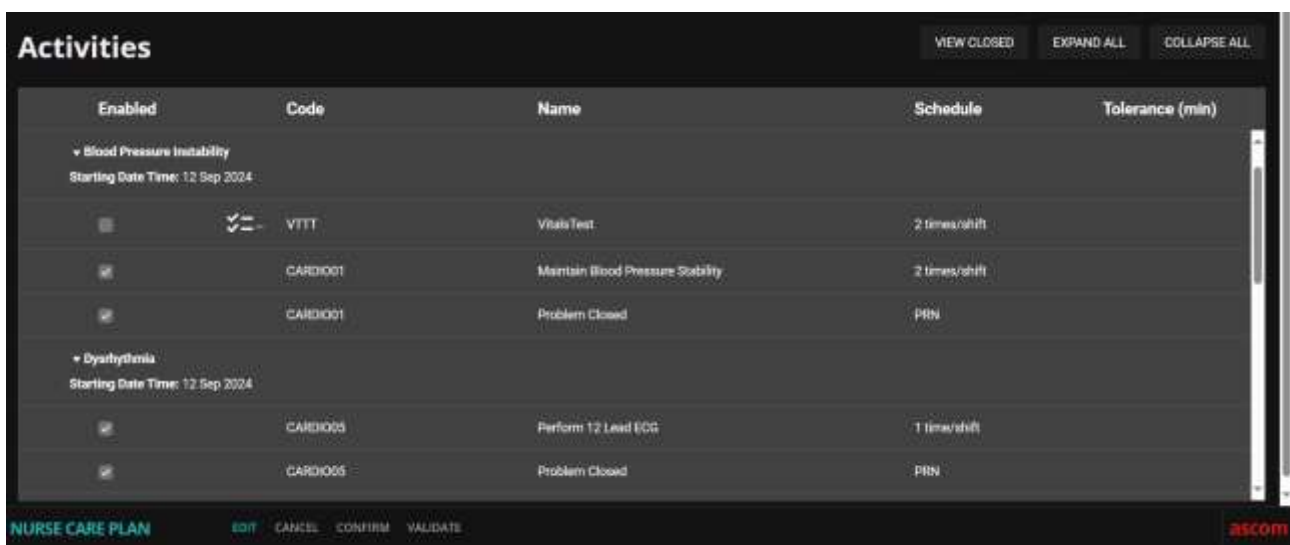 Activities
VIEW CLOSED EXPAND ALL COLLAPSE ALL
Enabled Code Name Schedule Tolerance (min)
Blood Pressure Instability
Starting Date Time: 12 Sep 2024
VTTT VitalsTest 2 times/shift
CARDIO01 Maintain Blood Pressure Stability 2 times/shift
CARDIO01 Problem Closed PRN
Dysrhythmia
Starting Date Time: 12 Sep 2024
CARDIO05 Perform 12 Lead ECG 1 time/shift
CARDIO05 Problem Closed PRN
NURSE CARE PLAN EDIT CANCEL CONFIRM VALIDATE ascom